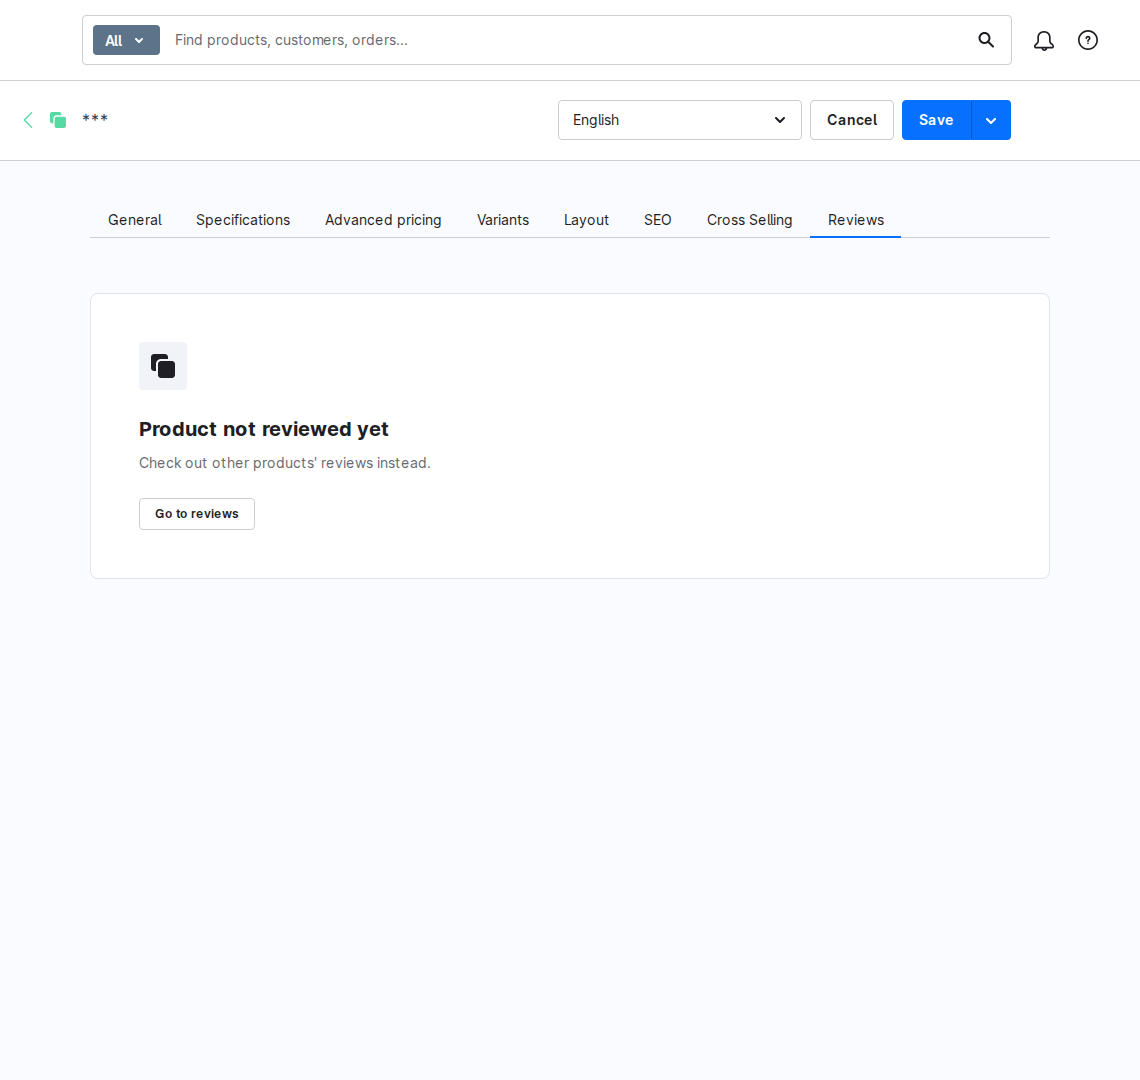 All
Find products, customers, orders...
***
English
Cancel
Save
General
Specifications
Advanced pricing
Variants
Layout
SEO
Cross Selling
Reviews
Product not reviewed yet
Check out other products' reviews instead.
Go to reviews